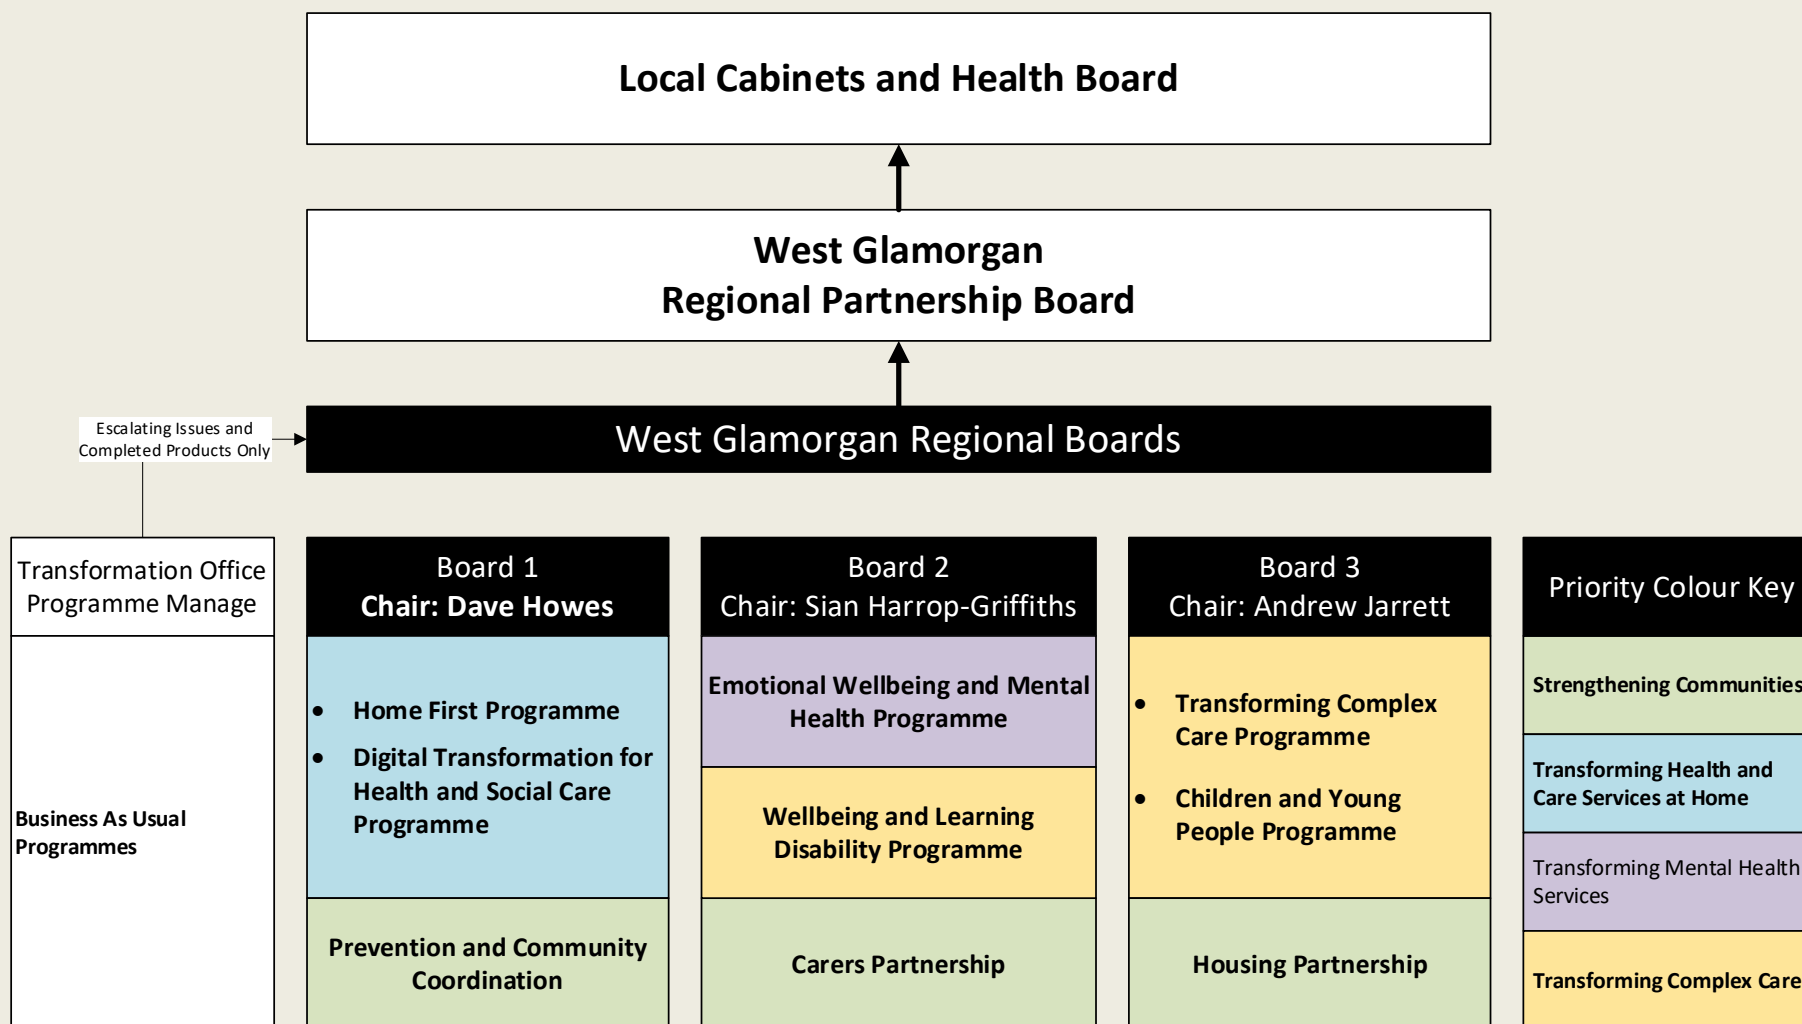 Local Cabinets and Health Board
West Glamorgan
Regional Partnership Board
Escalating Issues and
Completed Products Only
West Glamorgan Regional Boards
Transformation Office
Programme Manage
Business As Usual
Programmes
Board 1
Chair: Dave Howes
• Home First Programme
• Digital Transformation for
Health and Social Care
Programme
Prevention and Community
Coordination
Board 2
Chair: Sian Harrop-Griffiths
Emotional Wellbeing and Mental
Health Programme
Wellbeing and Learning
Disability Programme
Carers Partnership
Board 3
Chair: Andrew Jarrett
• Transforming Complex
Care Programme
• Children and Young
People Programme
Housing Partnership
Priority Colour Key
Strengthening Communities
Transforming Health and
Care Services at Home
Transforming Mental Health
Services
Transforming Complex Care